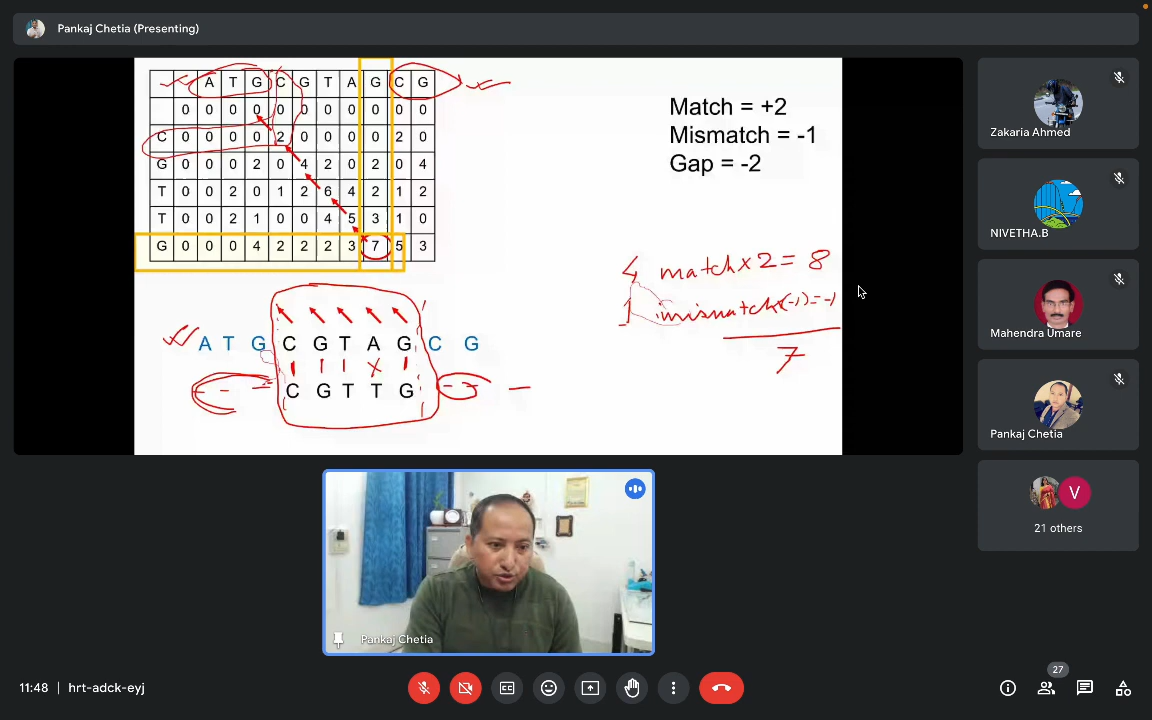 Pankaj Chetia (Presenting)
A T G C G T A G C G
0 0 0 0 0 0 0 0 0 0 0
C 0 0 0 0 2 0 0 0 0 2 0
G 0 0 0 2 0 4 2 0 2 0 4
T 0 0 2 0 1 2 6 4 2 1 2
T 0 0 2 1 0 0 4 5 3 1 0
G 0 0 0 4 2 2 2 3 7 5 3
Match = +2
Mismatch = -1
Gap = -2
4 match x 2 = 8
1 mismatch x (-1) = -1
7
A T G C G T A G C G
- - - C G T T G - - -
Zakaria Ahmed
NIVETHA.B
Mahendra Umare
Pankaj Chetia
V
21 others
Pankaj Chetia
11:48 | hrt-adck-eyj
27